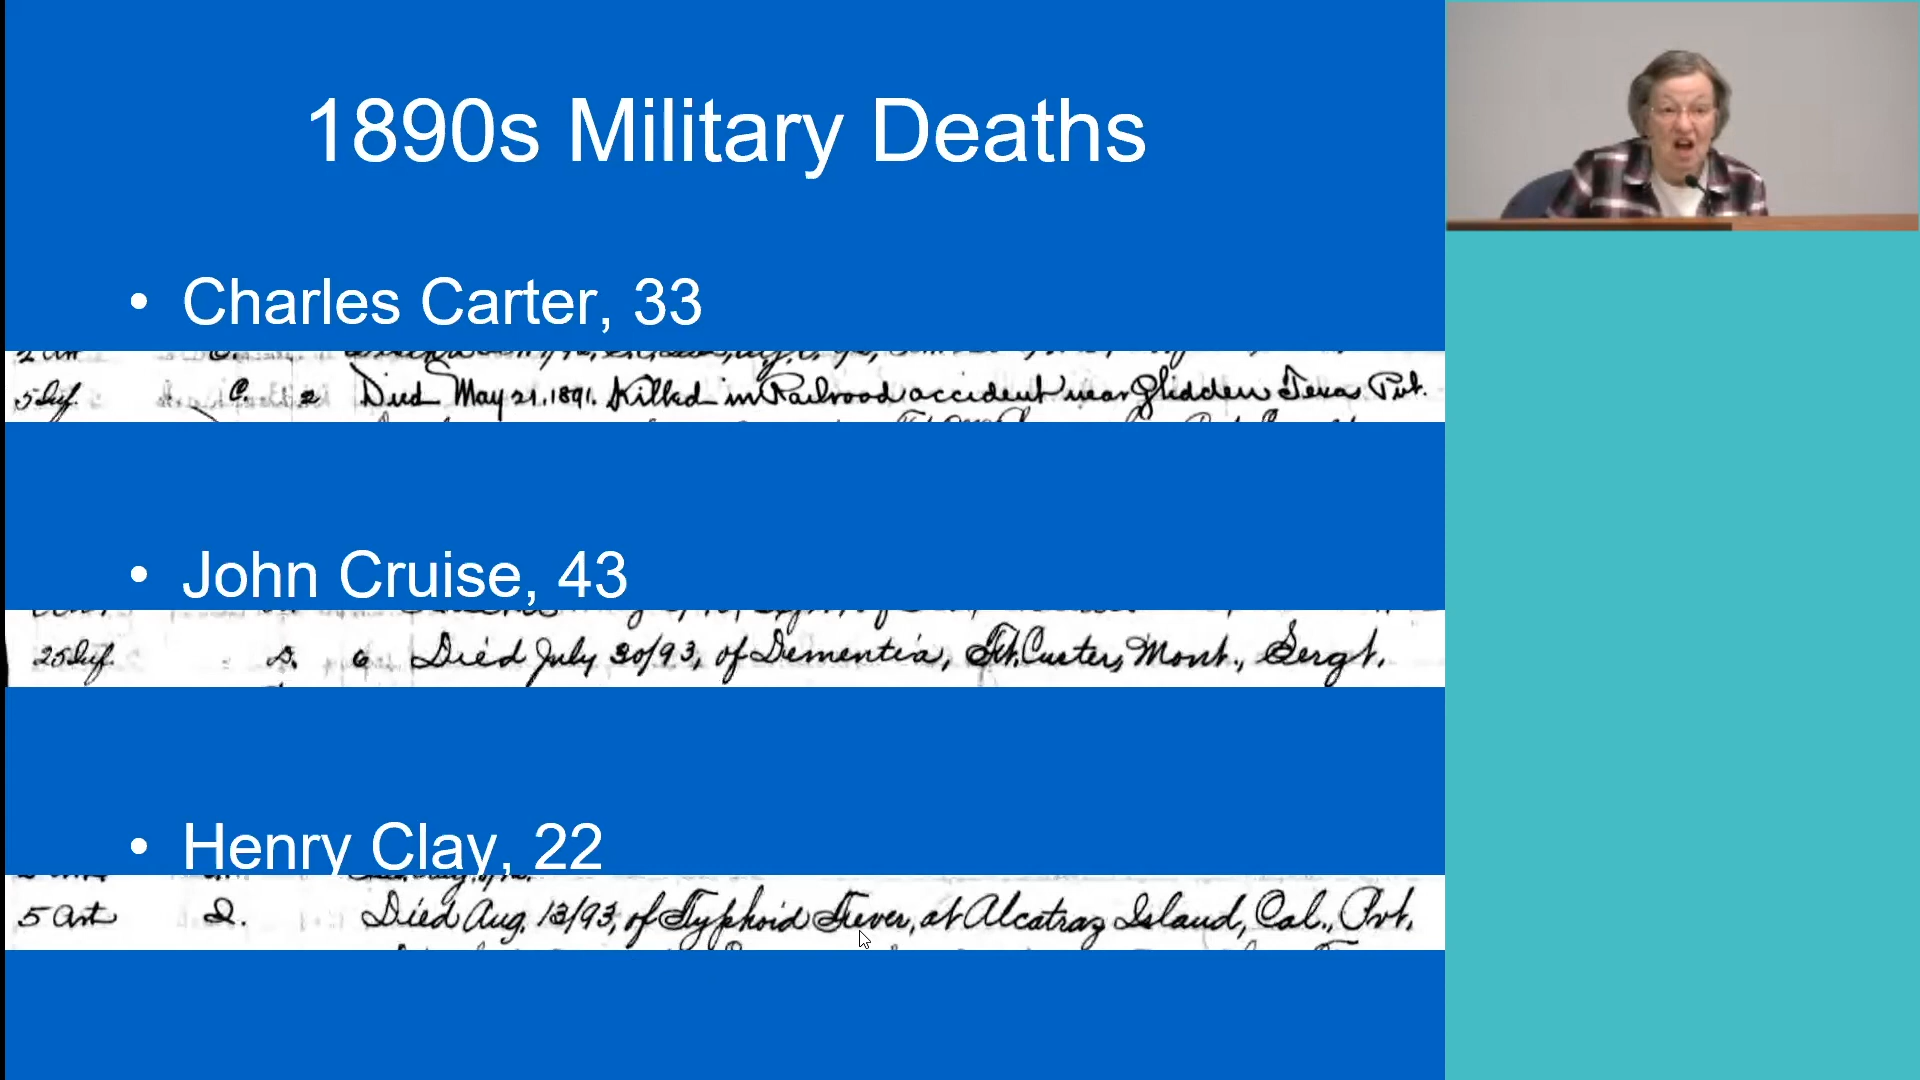 1890s Military Deaths
• Charles Carter, 33
5 Inf. C. 2 Died May 21, 1891. Killed in Railroad accident near Glidden Texas Pvt.
• John Cruise, 43
25 Inf. D. 6 Died July 30/93, of Dementia, Ft. Custer, Mont., Sergt.
• Henry Clay, 22
5 Art D. Died Aug. 13/93, of Typhoid Fever, at Alcatraz Island, Cal., Pvt.